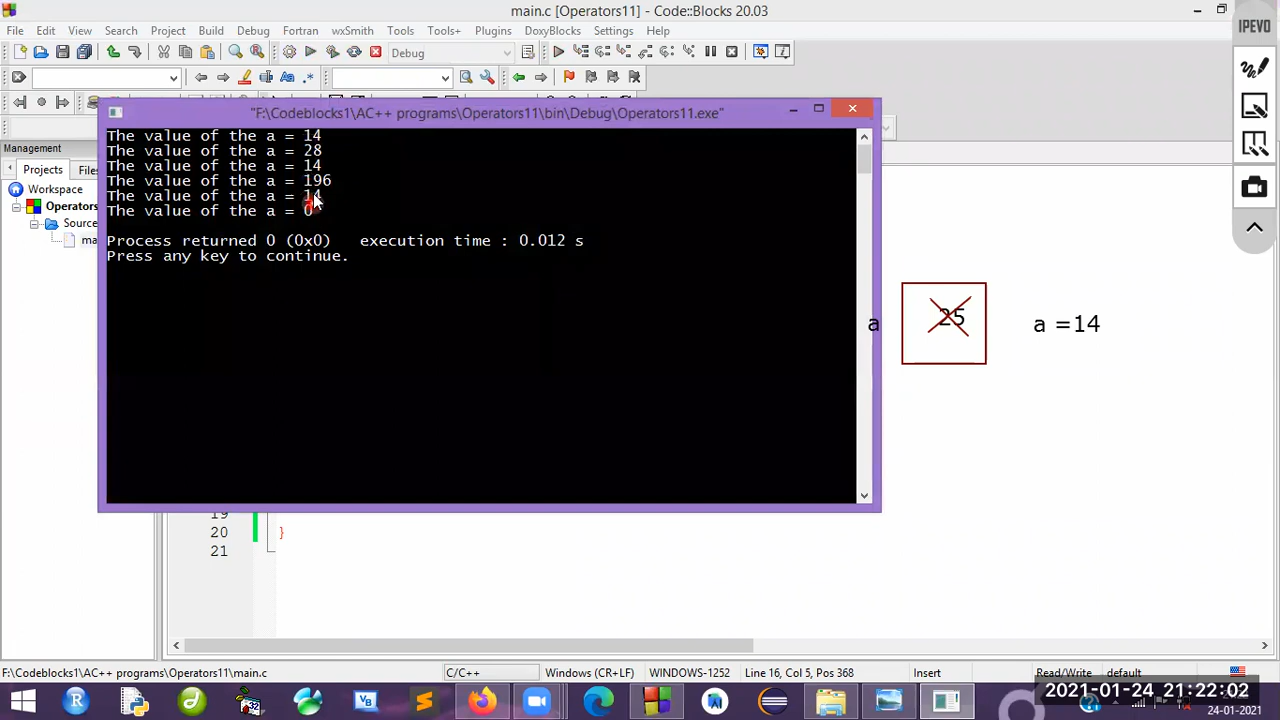 main.c [Operators11] - Code::Blocks 20.03
IPEVO
File Edit View Search Project Build Debug Fortran wxSmith Tools Tools+ Plugins DoxyBlocks Settings Help
Debug
Management
Projects Files
Workspace
Operators
Source
ma
"F:\Codeblocks1\AC++ programs\Operators11\bin\Debug\Operators11.exe"
The value of the a = 14
The value of the a = 28
The value of the a = 14
The value of the a = 196
The value of the a = 14
The value of the a = 0
Process returned 0 (0x0) execution time : 0.012 s
Press any key to continue.
a 25 a =14
19
20 }
21
F:\Codeblocks1\AC++ programs\Operators11\main.c C/C++ Windows (CR+LF) WINDOWS-1252 Line 16, Col 5, Pos 368 Insert Read/Write default
2021-01-24 21:22:02
24-01-2021